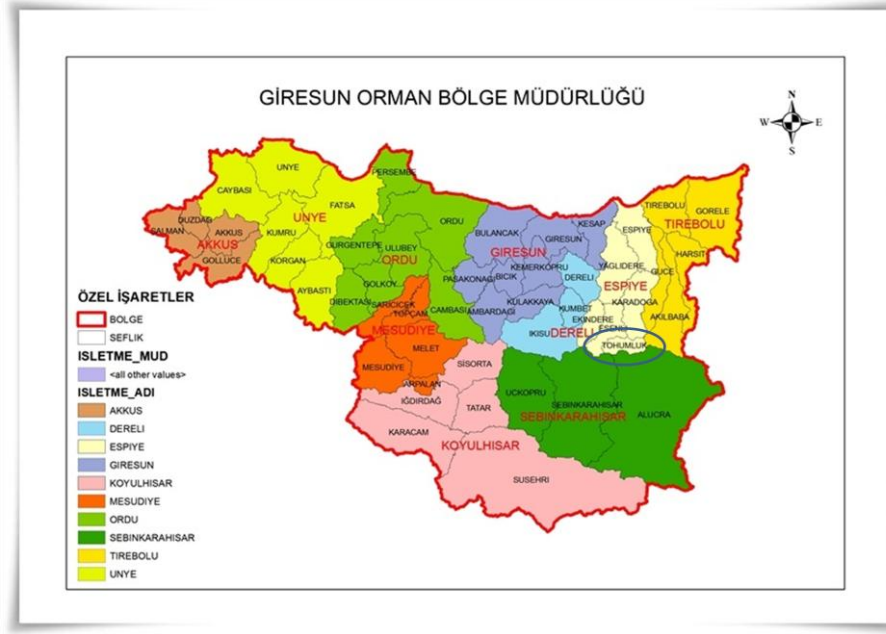 GİRESUN ORMAN BÖLGE MÜDÜRLÜĞÜ
N
W E
S
UNYE
PERSEMBE
CAYBASI
FATSA
TIREBOLU
GORELE
DUZDAG
SALMAN
AKKUS
AKKUS
GOLLUCE
UNYE
KUMRU
KORGAN
AYBASTI
ORDU
GURGENTEPE
ULUBEY
ORDU
GOLKOY
DIBEKTASI
SARICICEK
TOPCAM
CAMBASI
BULANCAK
KESAP
GIRESUN
GIRESUN
KEMERKOPRU
PASAKONAGI
BICIK
DERELI
AMBARDAGI
KULAKKAYA
KUMBET
EKINDERE
IKISU
DERELI
ESPIYE
YAGLIDERE
ESPIYE
KARADOGA
ESENLI
TOHUMLUK
TIREBOLU
HARSIT
GUCE
AKILBABA
MESUDIYE
MELET
MESUDIYE
ARPALAN
SİSORTA
IĞDIRDAĞ
TATAR
KARACAM
KOYULHISAR
SUSEHRI
UCKOPRU
SEBINKARAHISAR
SEBINKARAHISAR
ALUCRA
ÖZEL İŞARETLER
BOLGE
SEFLIK
ISLETME_MUD
<all other values>
ISLETME_ADI
AKKUS
DERELI
ESPIYE
GIRESUN
KOYULHISAR
MESUDIYE
ORDU
SEBINKARAHISAR
TIREBOLU
UNYE